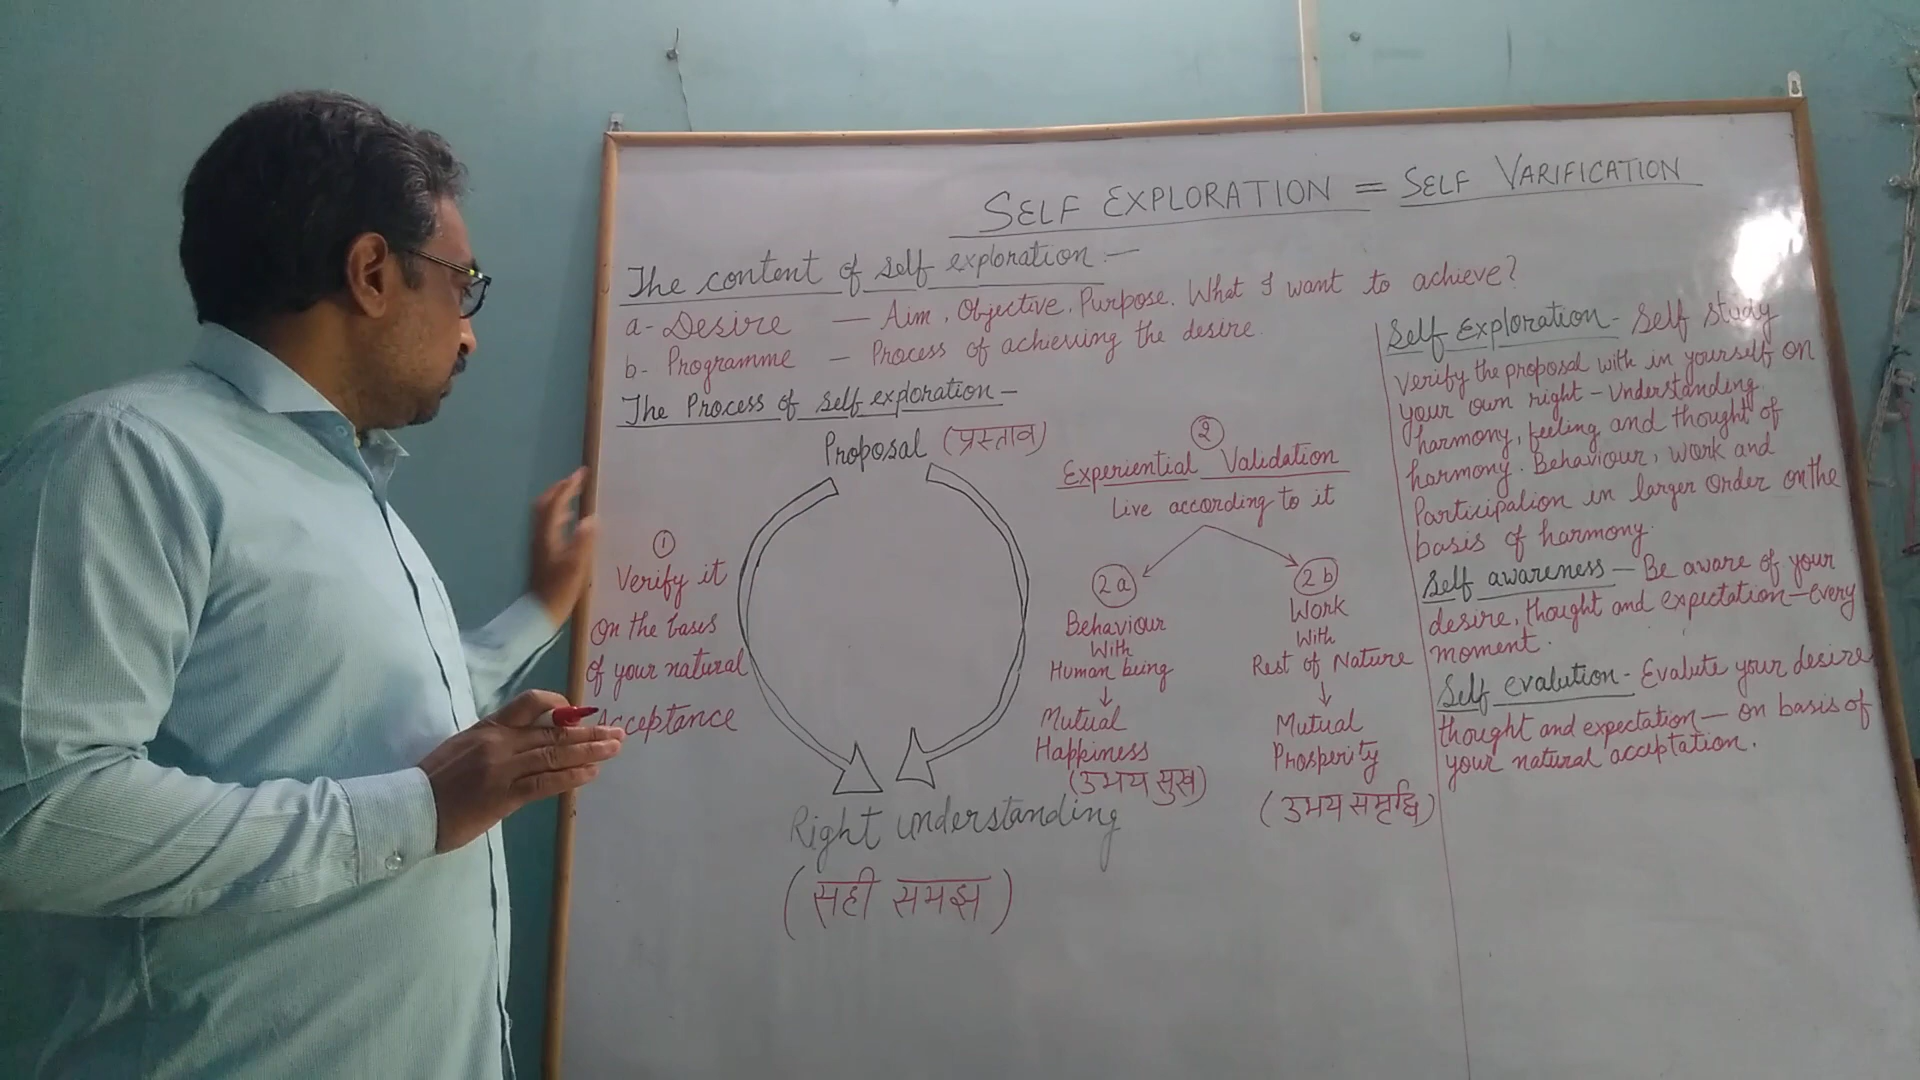 SELF EXPLORATION = SELF VARIFICATION
The content of self exploration :-
a- Desire — Aim, Objective, Purpose. What I want to achieve?
b- Programme — Process of achieving the desire.
The Process of self exploration -
Proposal (प्रस्ताव)
①
Verify it
On the bases
of your natural
Acceptance
Right understanding
(सही समझ)
②
Experiential Validation
Live according to it
2a
Behaviour
With
Human being
↓
Mutual
Happiness
(उभय सुख)
2b
Work
With
Rest of Nature
↓
Mutual
Prosperity
(उभय समृद्धि)
Self Exploration - Self study
Verify the proposal with in yourself, on
your own right - Understanding
harmony, feeling and thought of
harmony. Behaviour, work and
Participation in larger order on the
basis of harmony.
Self awareness - Be aware of your
desire, thought and expectation - every
moment.
Self evalution - Evalute your desire
thought and expectation - on basis of
your natural acceptation.